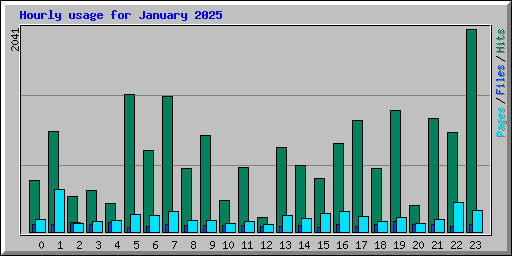 Hourly usage for January 2025
2041
Pages/Files/Hits
0 1 2 3 4 5 6 7 8 9 10 11 12 13 14 15 16 17 18 19 20 21 22 23